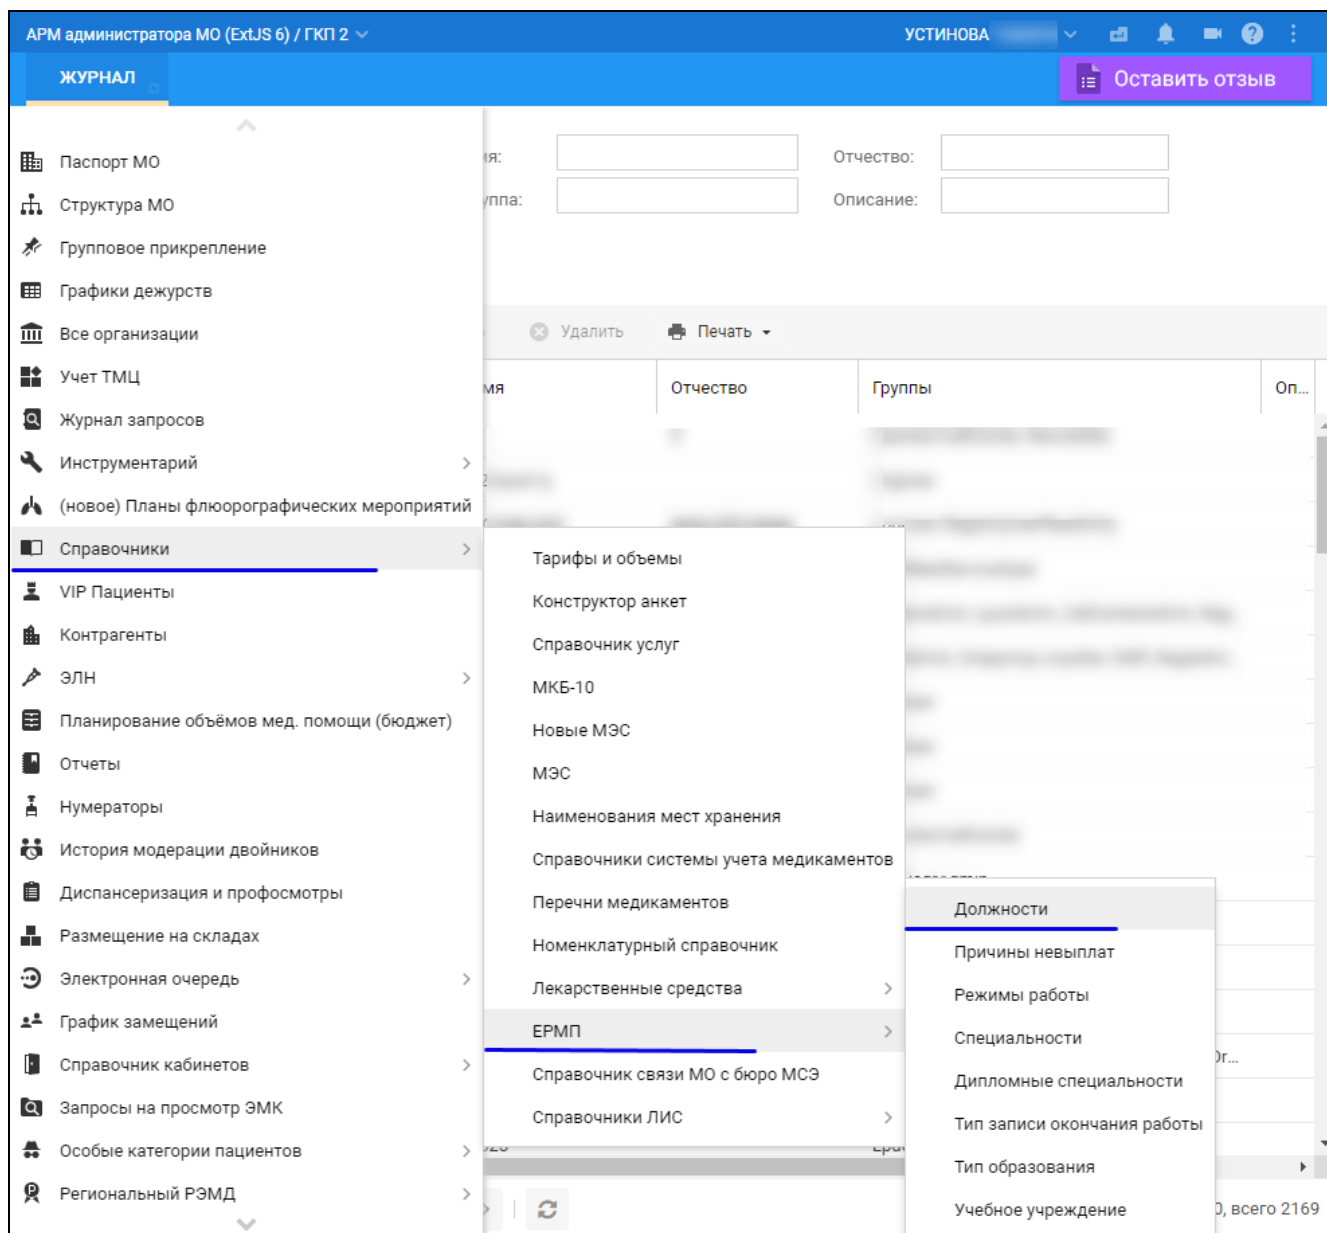 АРМ администратора МО (ExtJS 6) / ГКП 2
УСТИНОВА
ЖУРНАЛ
Оставить отзыв
Отчество:
Описание:
Удалить
Печать
Отчество
Группы
Оп...
Паспорт МО
Структура МО
Групповое прикрепление
Графики дежурств
Все организации
Учет ТМЦ
Журнал запросов
Инструментарий
(новое) Планы флюорографических мероприятий
Справочники
VIP Пациенты
Контрагенты
ЭЛН
Планирование объёмов мед. помощи (бюджет)
Отчеты
Нумераторы
История модерации двойников
Диспансеризация и профосмотры
Размещение на складах
Электронная очередь
График замещений
Справочник кабинетов
Запросы на просмотр ЭМК
Особые категории пациентов
Региональный РЭМД
Тарифы и объемы
Конструктор анкет
Справочник услуг
МКБ-10
Новые МЭС
МЭС
Наименования мест хранения
Справочники системы учета медикаментов
Перечни медикаментов
Номенклатурный справочник
Лекарственные средства
ЕРМП
Справочник связи МО с бюро МСЭ
Справочники ЛИС
Должности
Причины невыплат
Режимы работы
Специальности
Дипломные специальности
Тип записи окончания работы
Тип образования
Учебное учреждение
всего 2169